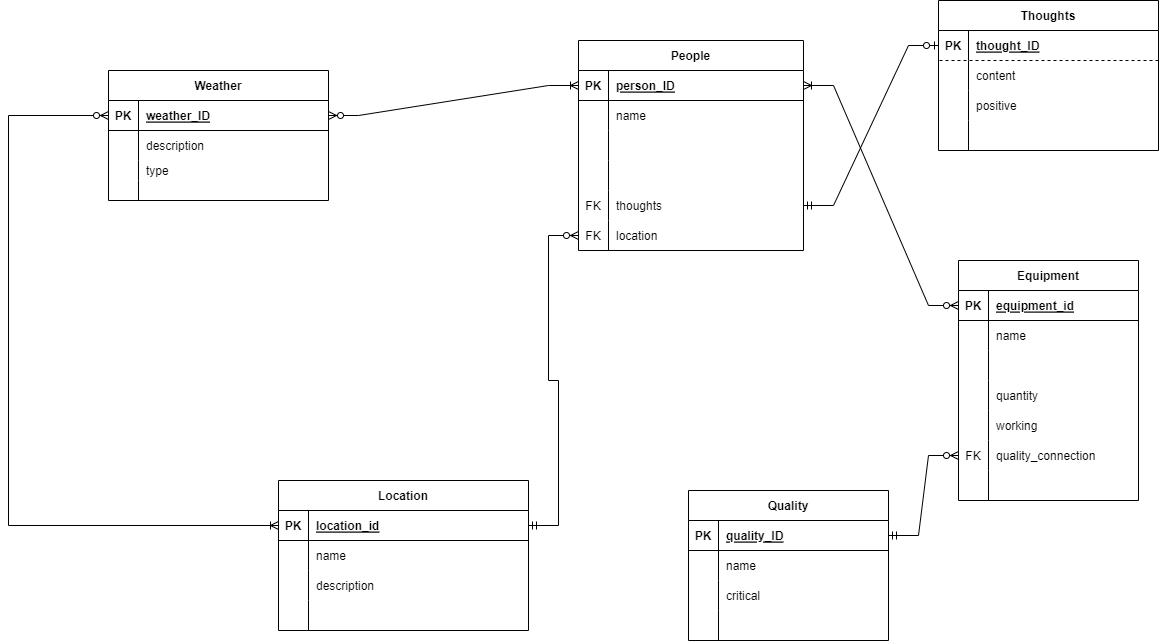 Weather
PK weather_ID
description
type
People
PK person_ID
name
FK thoughts
FK location
Thoughts
PK thought_ID
content
positive
Equipment
PK equipment_id
name
quantity
working
FK quality_connection
Location
PK location_id
name
description
Quality
PK quality_ID
name
critical